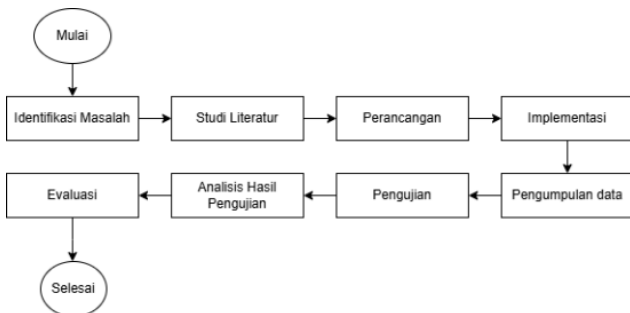 Mulai
Identifikasi Masalah
Studi Literatur
Perancangan
Implementasi
Pengumpulan data
Pengujian
Analisis Hasil
Pengujian
Evaluasi
Selesai